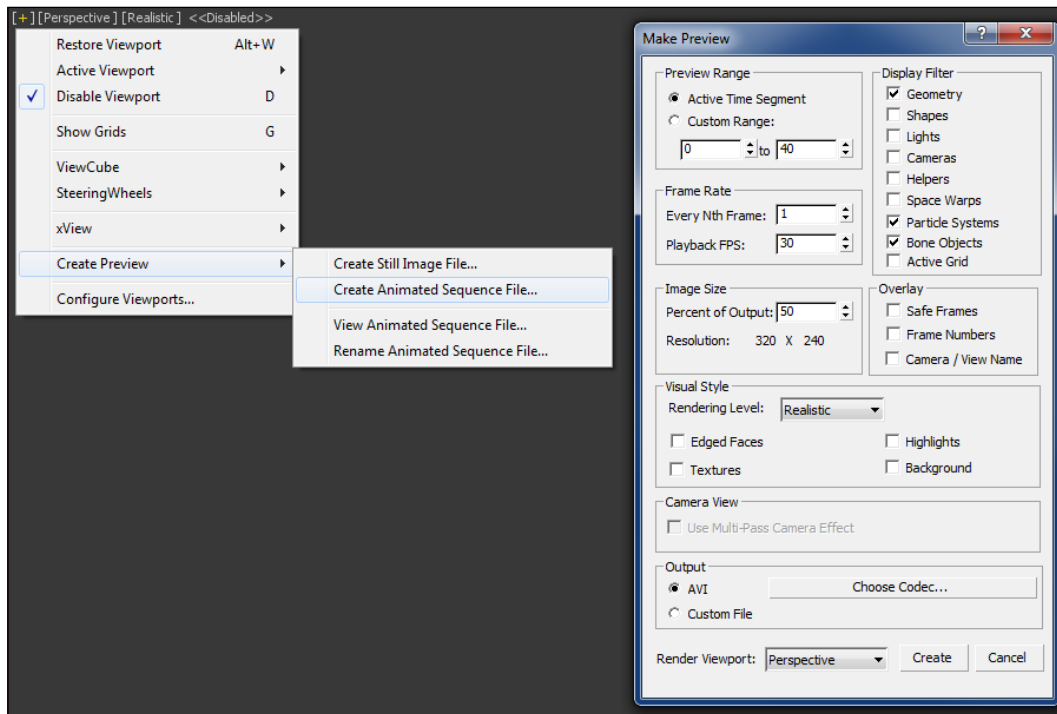 [+][Perspective][Realistic] <<Disabled>>
Restore Viewport Alt+W
Active Viewport
Disable Viewport D
Show Grids G
ViewCube
SteeringWheels
xView
Create Preview
Configure Viewports...
Create Still Image File...
Create Animated Sequence File...
View Animated Sequence File...
Rename Animated Sequence File...
Make Preview
Preview Range
Active Time Segment
Custom Range:
0 to 40
Frame Rate
Every Nth Frame: 1
Playback FPS: 30
Image Size
Percent of Output: 50
Resolution: 320 X 240
Display Filter
Geometry
Shapes
Lights
Cameras
Helpers
Space Warps
Particle Systems
Bone Objects
Active Grid
Overlay
Safe Frames
Frame Numbers
Camera / View Name
Visual Style
Rendering Level: Realistic
Edged Faces Highlights
Textures Background
Camera View
Use Multi-Pass Camera Effect
Output
AVI Choose Codec...
Custom File
Render Viewport: Perspective Create Cancel